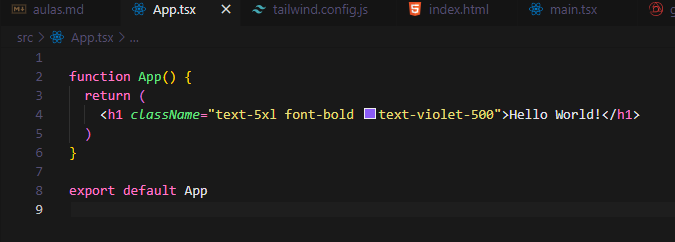 aulas.md App.tsx tailwind.config.js index.html main.tsx
src > App.tsx > ...
1
2 function App() {
3 return (
4 <h1 className="text-5xl font-bold text-violet-500">Hello World!</h1>
5 )
6 }
7
8 export default App
9